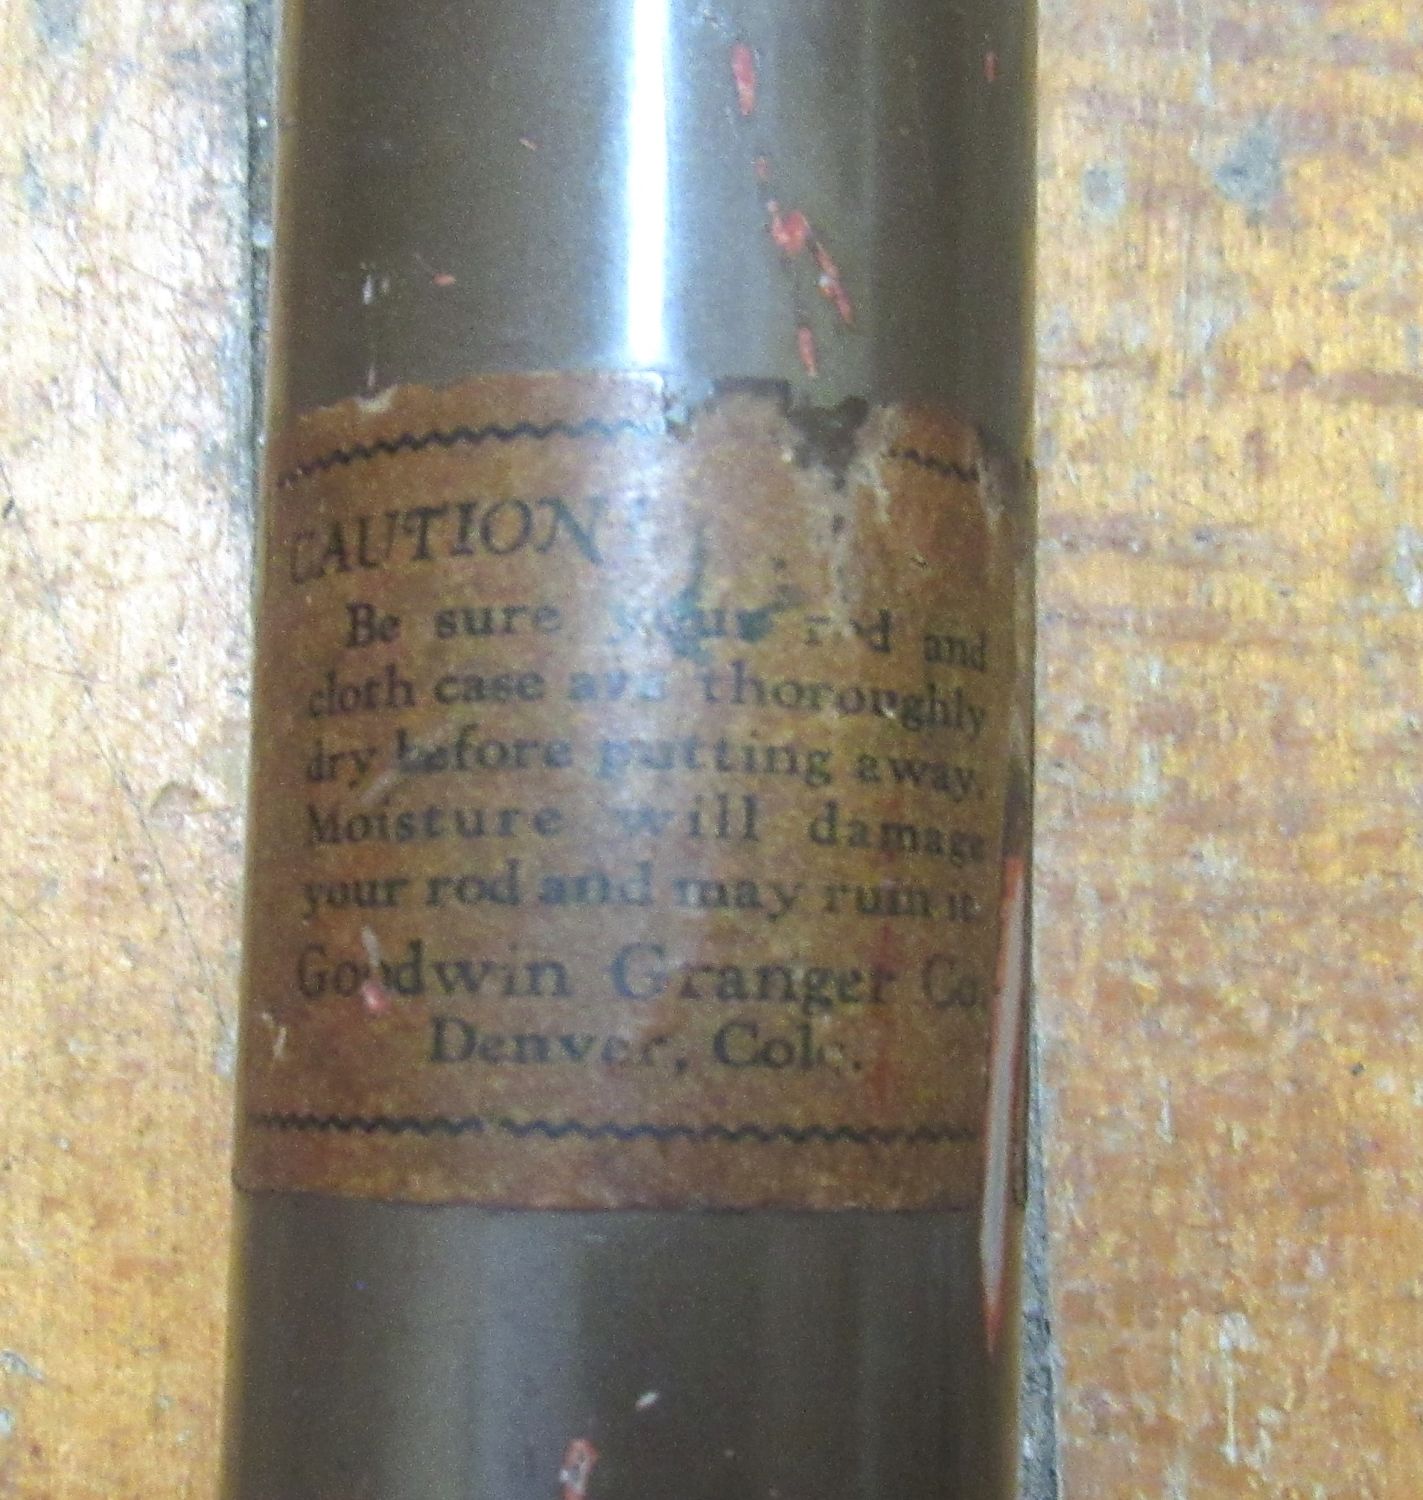 CAUTION
Be sure your rod and
cloth case are thoroughly
dry before putting away.
Moisture will damage
your rod and may ruin it.
Goodwin Granger Co.
Denver, Colo.